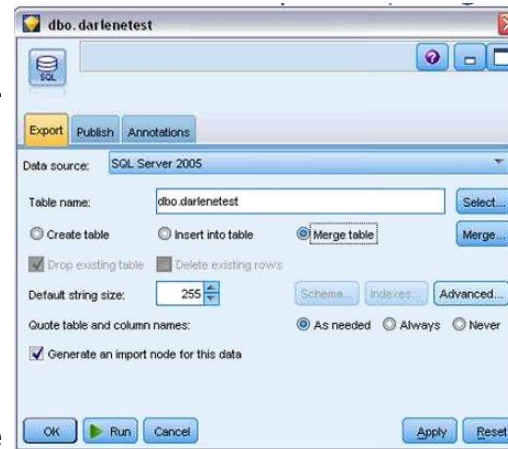 dbo.darlenetest
SQL
Export Publish Annotations
Data source: SQL Server 2005
Table name: dbo.darlenetest Select...
Create table Insert into table Merge table Merge...
Drop existing table Delete existing rows
Default string size: 255 Scheme... Indexes... Advanced...
Quote table and column names: As needed Always Never
Generate an import node for this data
OK Run Cancel Apply Reset